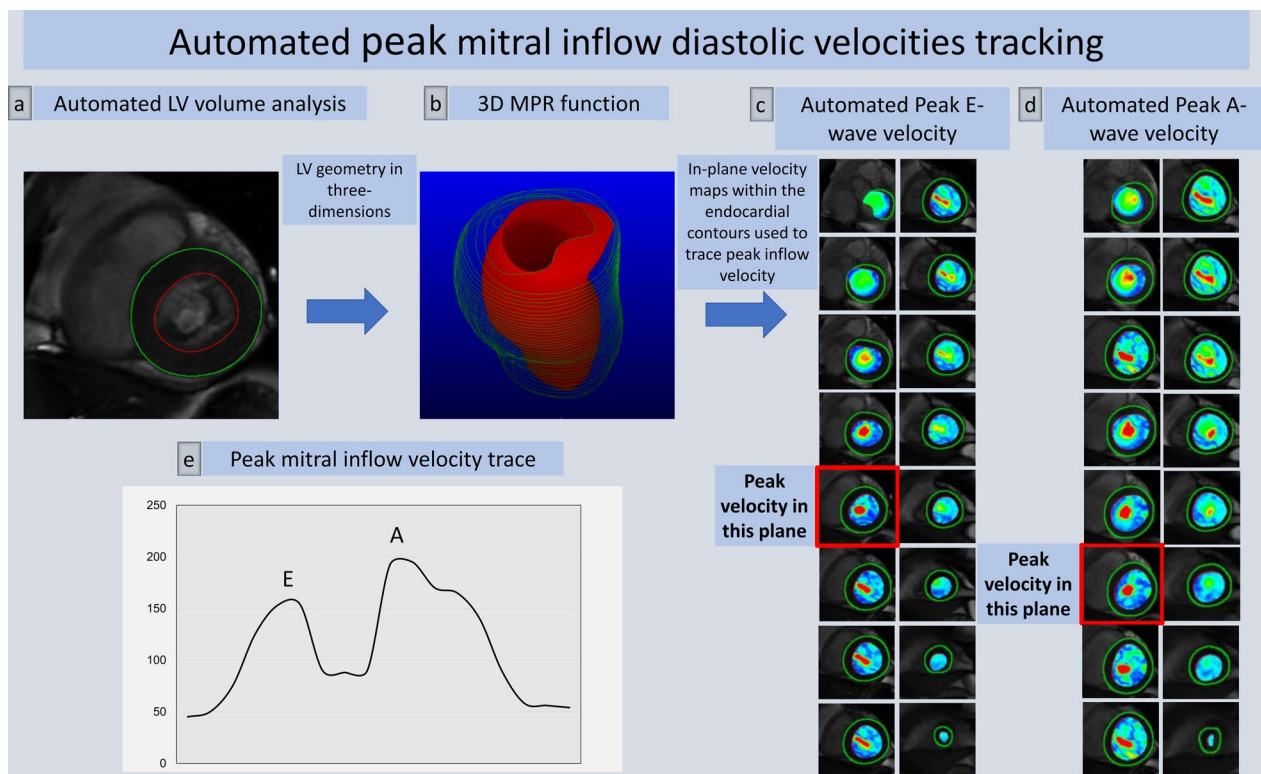 Automated peak mitral inflow diastolic velocities tracking
a
Automated LV volume analysis
b
3D MPR function
c
Automated Peak E-
wave velocity
d
Automated Peak A-
wave velocity
LV geometry in
three-
dimensions
In-plane velocity
maps within the
endocardial
contours used to
trace peak inflow
velocity
e
Peak mitral inflow velocity trace
250
200
150
100
50
0
E
A
Peak
velocity in
this plane
Peak
velocity in
this plane